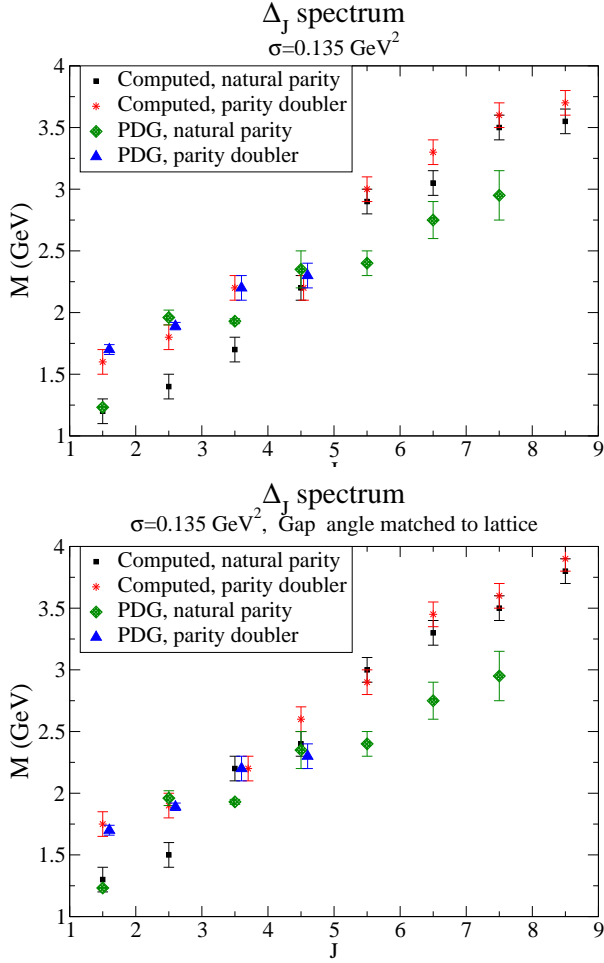 Δ_J spectrum
σ=0.135 GeV²
Computed, natural parity
Computed, parity doubler
PDG, natural parity
PDG, parity doubler
M (GeV)
4
3.5
3
2.5
2
1.5
1
1 2 3 4 5 6 7 8 9
J
Δ_J spectrum
σ=0.135 GeV², Gap angle matched to lattice
Computed, natural parity
Computed, parity doubler
PDG, natural parity
PDG, parity doubler
M (GeV)
4
3.5
3
2.5
2
1.5
1
1 2 3 4 5 6 7 8 9
J